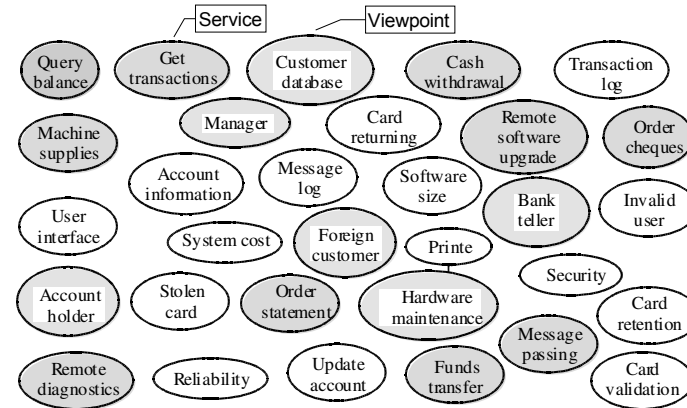 Service
Viewpoint
Query
balance
Get
transactions
Customer
database
Cash
withdrawal
Transaction
log
Machine
supplies
Manager
Card
returning
Remote
software
upgrade
Order
cheques
Account
information
Message
log
Software
size
Bank
teller
Invalid
user
User
interface
System cost
Foreign
customer
Printe
Security
Account
holder
Stolen
card
Order
statement
Hardware
maintenance
Card
retention
Message
passing
Remote
diagnostics
Reliability
Update
account
Funds
transfer
Card
validation